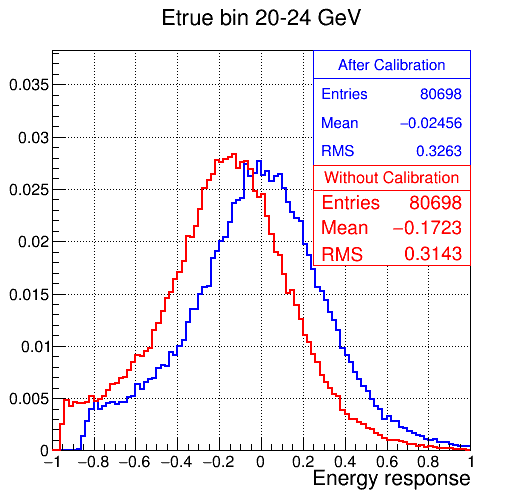 Etrue bin 20-24 GeV
After Calibration
Entries 80698
Mean −0.02456
RMS 0.3263
Without Calibration
Entries 80698
Mean −0.1723
RMS 0.3143
0.035
0.03
0.025
0.02
0.015
0.01
0.005
0
−1 −0.8 −0.6 −0.4 −0.2 0 0.2 0.4 0.6 0.8 1
Energy response